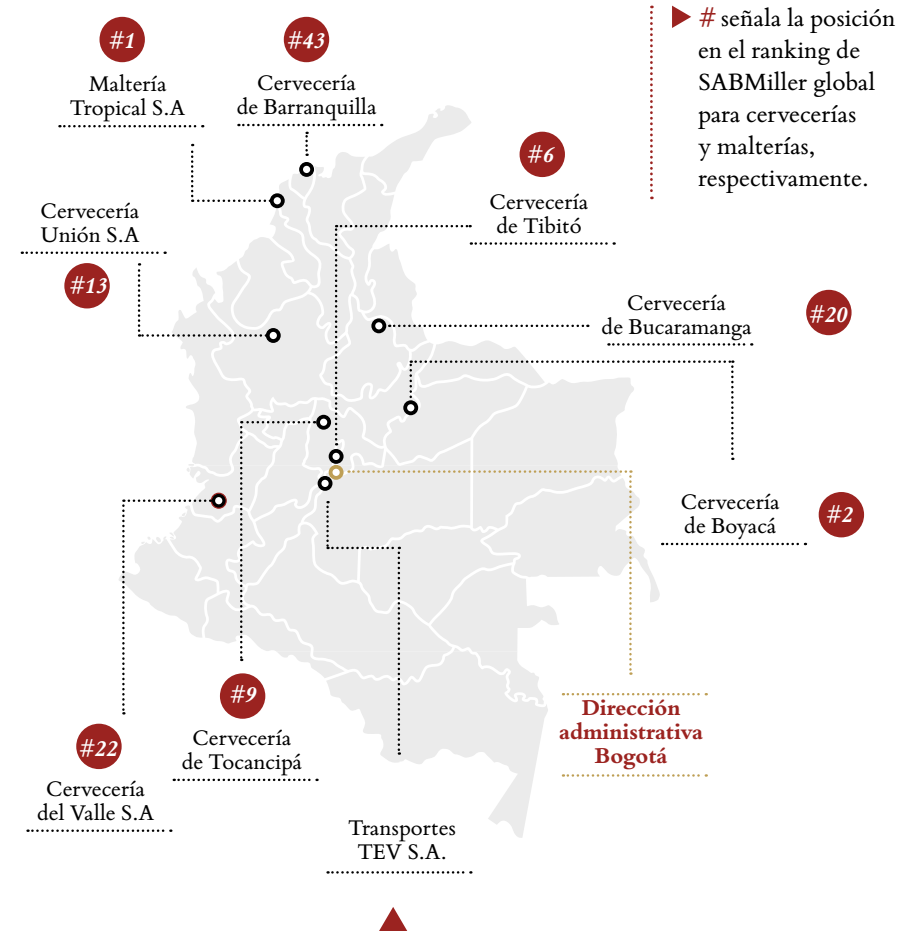 #1
Maltería
Tropical S.A
#43
Cervecería
de Barranquilla
# señala la posición
en el ranking de
SABMiller global
para cervecerías
y malterías,
respectivamente.
#6
Cervecería
de Tibitó
Cervecería
Unión S.A
#13
Cervecería
de Bucaramanga
#20
Cervecería
de Boyacá
#2
Dirección
administrativa
Bogotá
#9
Cervecería
de Tocancipá
#22
Cervecería
del Valle S.A
Transportes
TEV S.A.